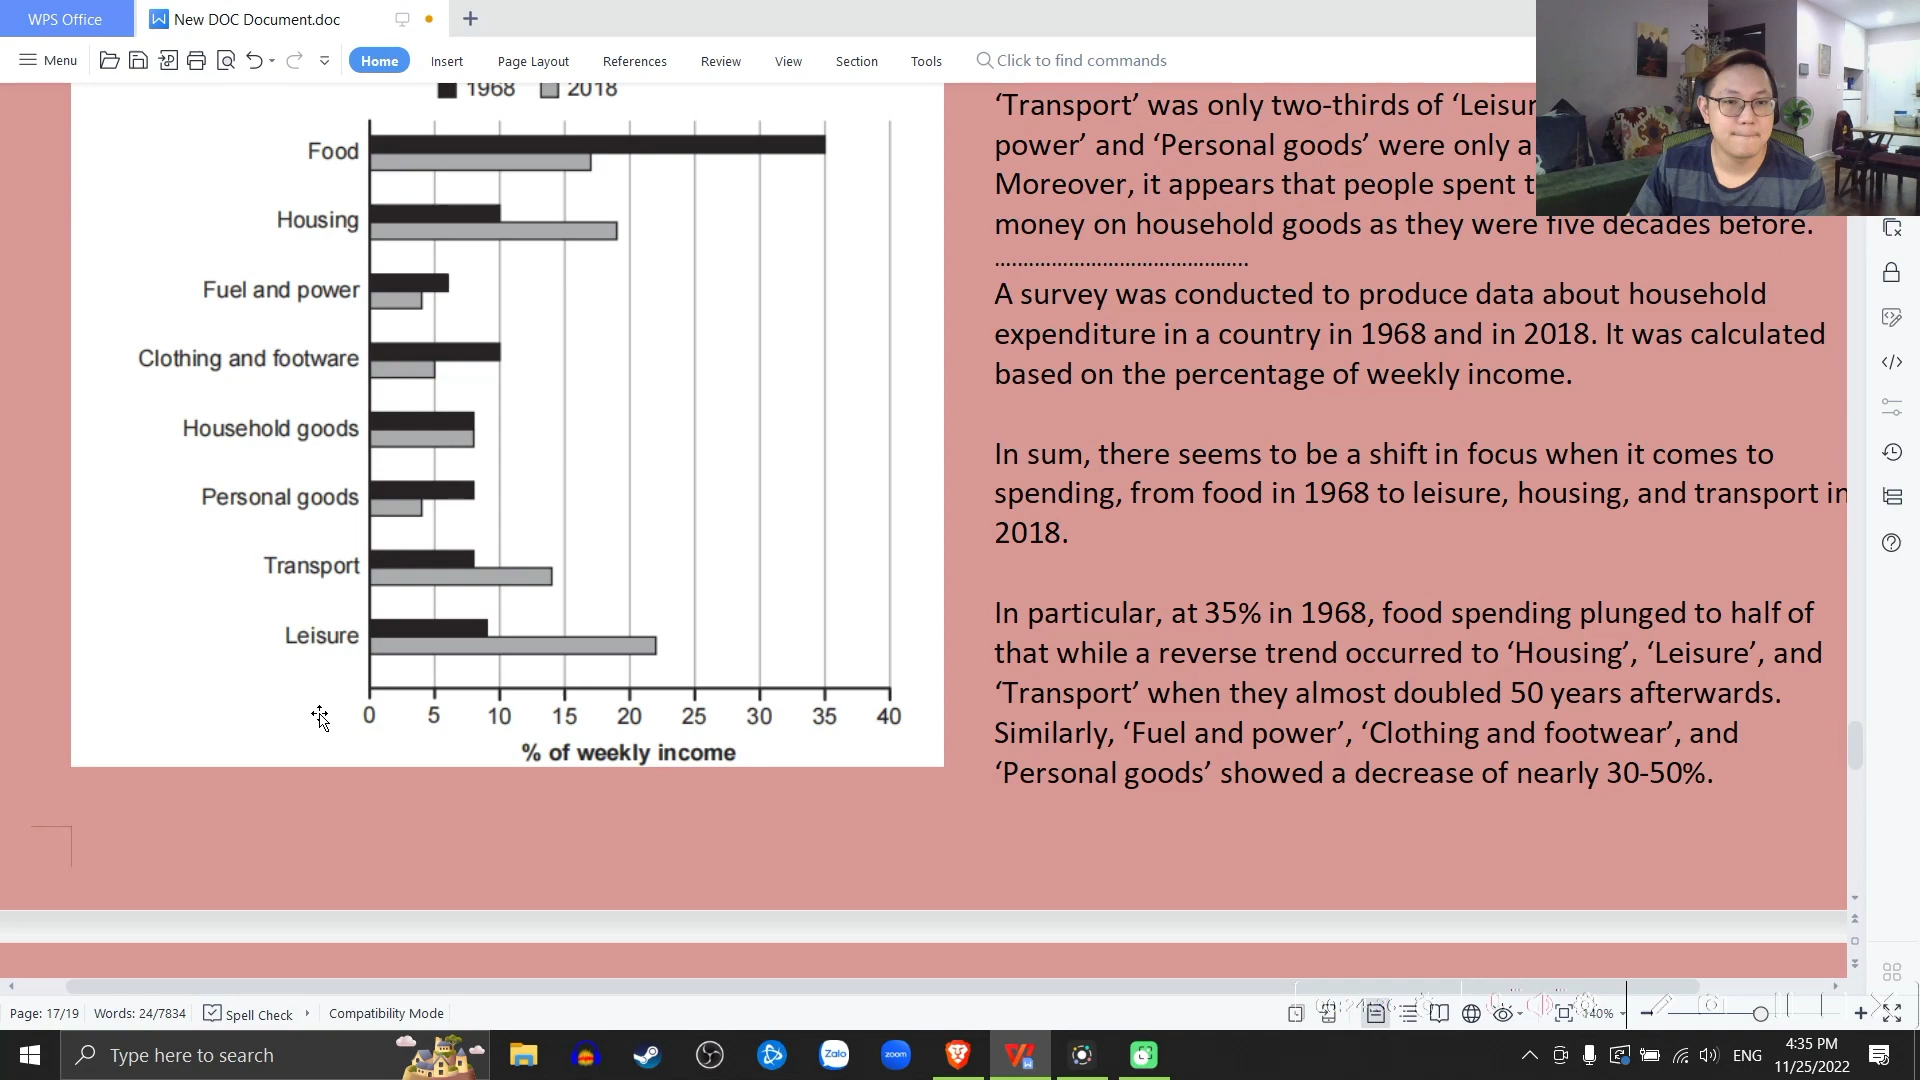 WPS Office
New DOC Document.doc
Menu
Home
Insert
Page Layout
References
Review
View
Section
Tools
Click to find commands
1968
2018
Food
Housing
Fuel and power
Clothing and footware
Household goods
Personal goods
Transport
Leisure
0 5 10 15 20 25 30 35 40
% of weekly income
‘Transport’ was only two-thirds of
power’ and ‘Personal goods’ were only a
Moreover, it appears that people spent
money on household goods as they were five decades before.
……………………………………..
A survey was conducted to produce data about household
expenditure in a country in 1968 and in 2018. It was calculated
based on the percentage of weekly income.
In sum, there seems to be a shift in focus when it comes to
spending, from food in 1968 to leisure, housing, and transport in
2018.
In particular, at 35% in 1968, food spending plunged to half of
that while a reverse trend occurred to ‘Housing’, ‘Leisure’, and
‘Transport’ when they almost doubled 50 years afterwards.
Similarly, ‘Fuel and power’, ‘Clothing and footwear’, and
‘Personal goods’ showed a decrease of nearly 30-50%.
Page: 17/19
Words: 24/7834
Spell Check
Compatibility Mode
140%
Type here to search
Zalo
zoom
ENG
4:35 PM
11/25/2022